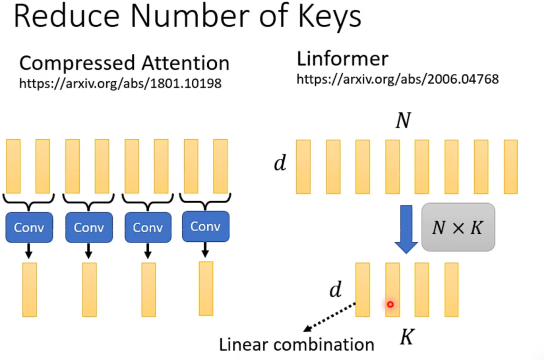 Reduce Number of Keys
Compressed Attention
https://arxiv.org/abs/1801.10198
Conv
Conv
Conv
Conv
Linformer
https://arxiv.org/abs/2006.04768
N
d
N × K
d
K
Linear combination